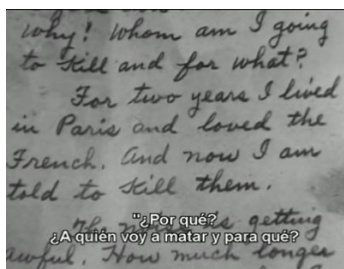 why! Whom am I going
to kill and for what?
For two years I lived
in Paris and loved the
French. And now I am
told to kill them.
"¿Por qué?
The is getting
¿A quién voy a matar y para qué?
awful. How much longer